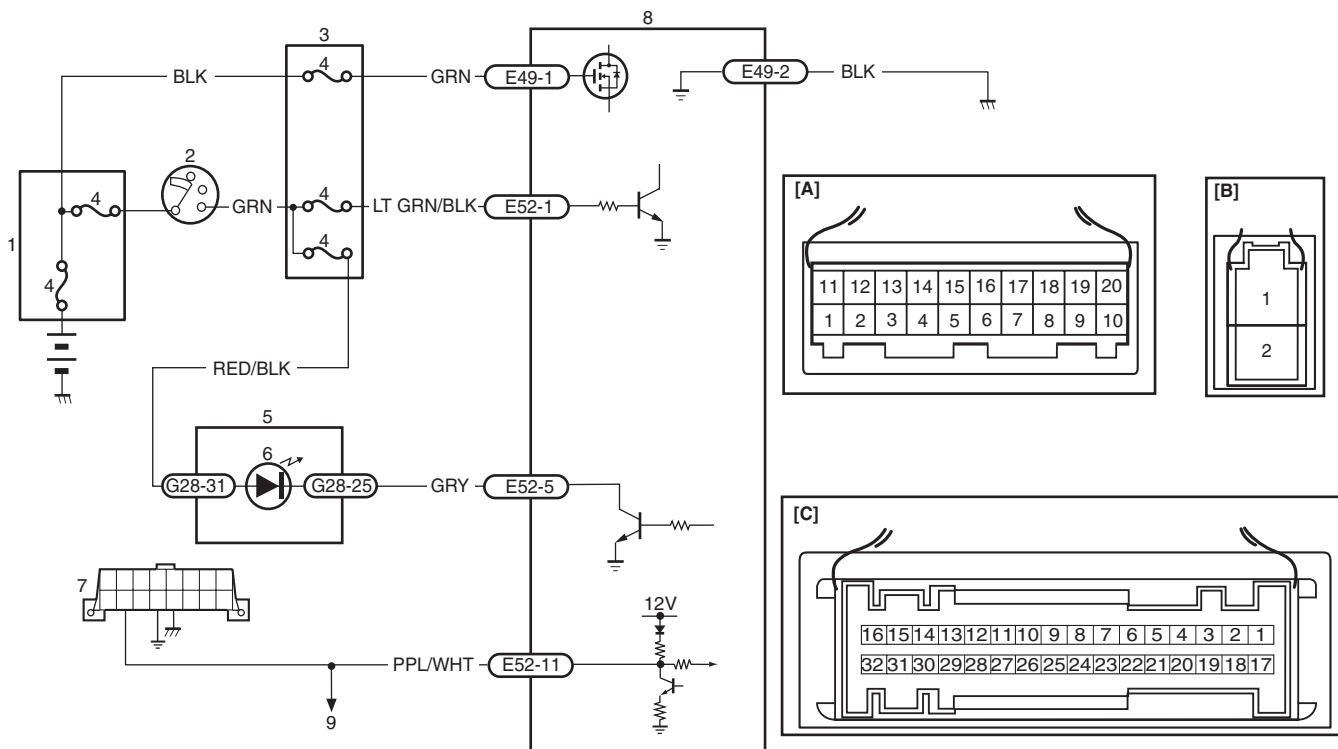 8
3
4
BLK
GRN
E49-1
E49-2
BLK
2
4
1
4
GRN
4
LT GRN/BLK
E52-1
4
[A]
11 12 13 14 15 16 17 18 19 20
1 2 3 4 5 6 7 8 9 10
[B]
1
2
RED/BLK
5
6
G28-31
G28-25
GRY
E52-5
7
12V
PPL/WHT
E52-11
9
[C]
16 15 14 13 12 11 10 9 8 7 6 5 4 3 2 1
32 31 30 29 28 27 26 25 24 23 22 21 20 19 18 17